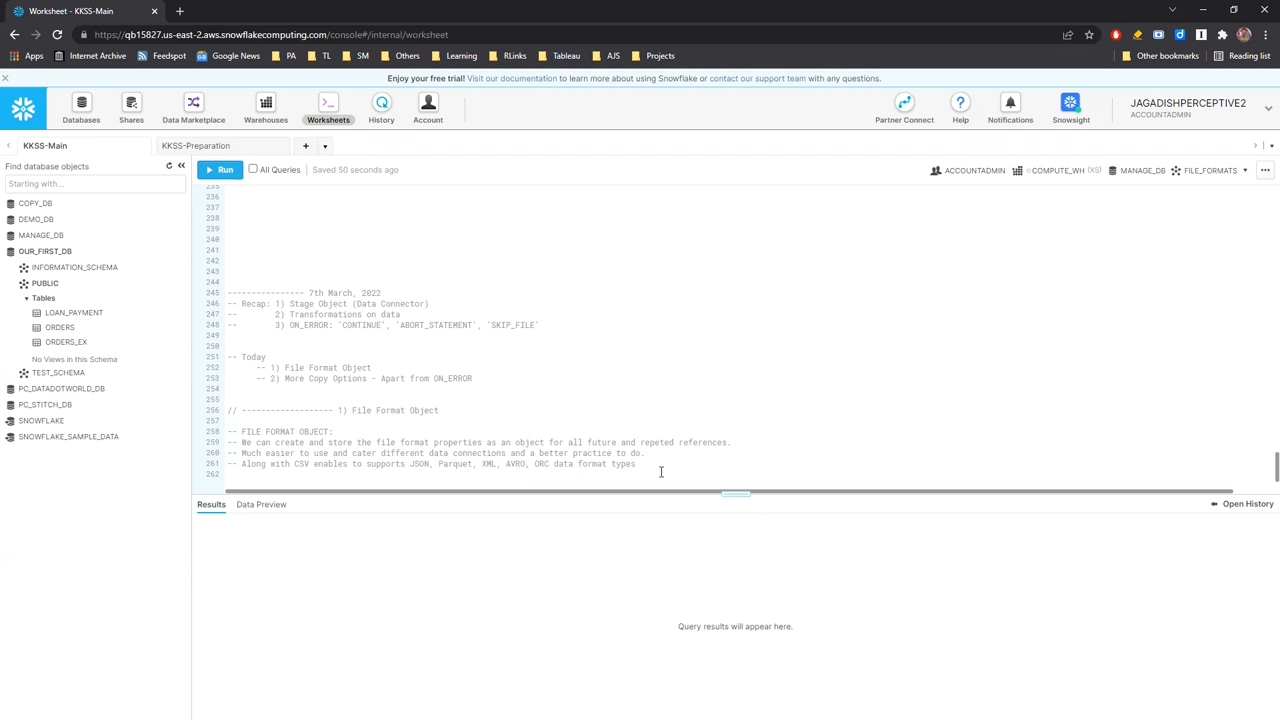 Worksheet - KKSS-Main
https://qb15827.us-east-2.aws.snowflakecomputing.com/console#/internal/worksheet
Apps
Internet Archive
Feedspot
Google News
PA
TL
SM
Others
Learning
RLinks
Tableau
AJS
Projects
Other bookmarks
Reading list
Enjoy your free trial! Visit our documentation to learn more about using Snowflake or contact our support team with any questions.
Databases
Shares
Data Marketplace
Warehouses
Worksheets
History
Account
Partner Connect
Help
Notifications
Snowsight
JAGADISHPERCEPTIVE2
ACCOUNTADMIN
KKSS-Main
KKSS-Preparation
Find database objects
Starting with...
COPY_DB
DEMO_DB
MANAGE_DB
OUR_FIRST_DB
INFORMATION_SCHEMA
PUBLIC
Tables
LOAN_PAYMENT
ORDERS
ORDERS_EX
No Views in this Schema
TEST_SCHEMA
PC_DATADOTWORLD_DB
PC_STITCH_DB
SNOWFLAKE
SNOWFLAKE_SAMPLE_DATA
Run
All Queries
Saved 50 seconds ago
ACCOUNTADMIN
COMPUTE_WH (XS)
MANAGE_DB
FILE_FORMATS
235
236
237
238
239
240
241
242
243
244
245 ---------------- 7th March, 2022
246 -- Recap: 1) Stage Object (Data Connector)
247 -- 2) Transformations on data
248 -- 3) ON_ERROR: `CONTINUE', `ABORT_STATEMENT', `SKIP_FILE'
249
250
251 -- Today
252 -- 1) File Format Object
253 -- 2) More Copy Options - Apart from ON_ERROR
254
255
256 // ------------------- 1) File Format Object
257
258 -- FILE FORMAT OBJECT:
259 -- We can create and store the file format properties as an object for all future and repeted references.
260 -- Much easier to use and cater different data connections and a better practice to do.
261 -- Along with CSV enables to supports JSON, Parquet, XML, AVRO, ORC data format types
262
Results
Data Preview
Open History
Query results will appear here.